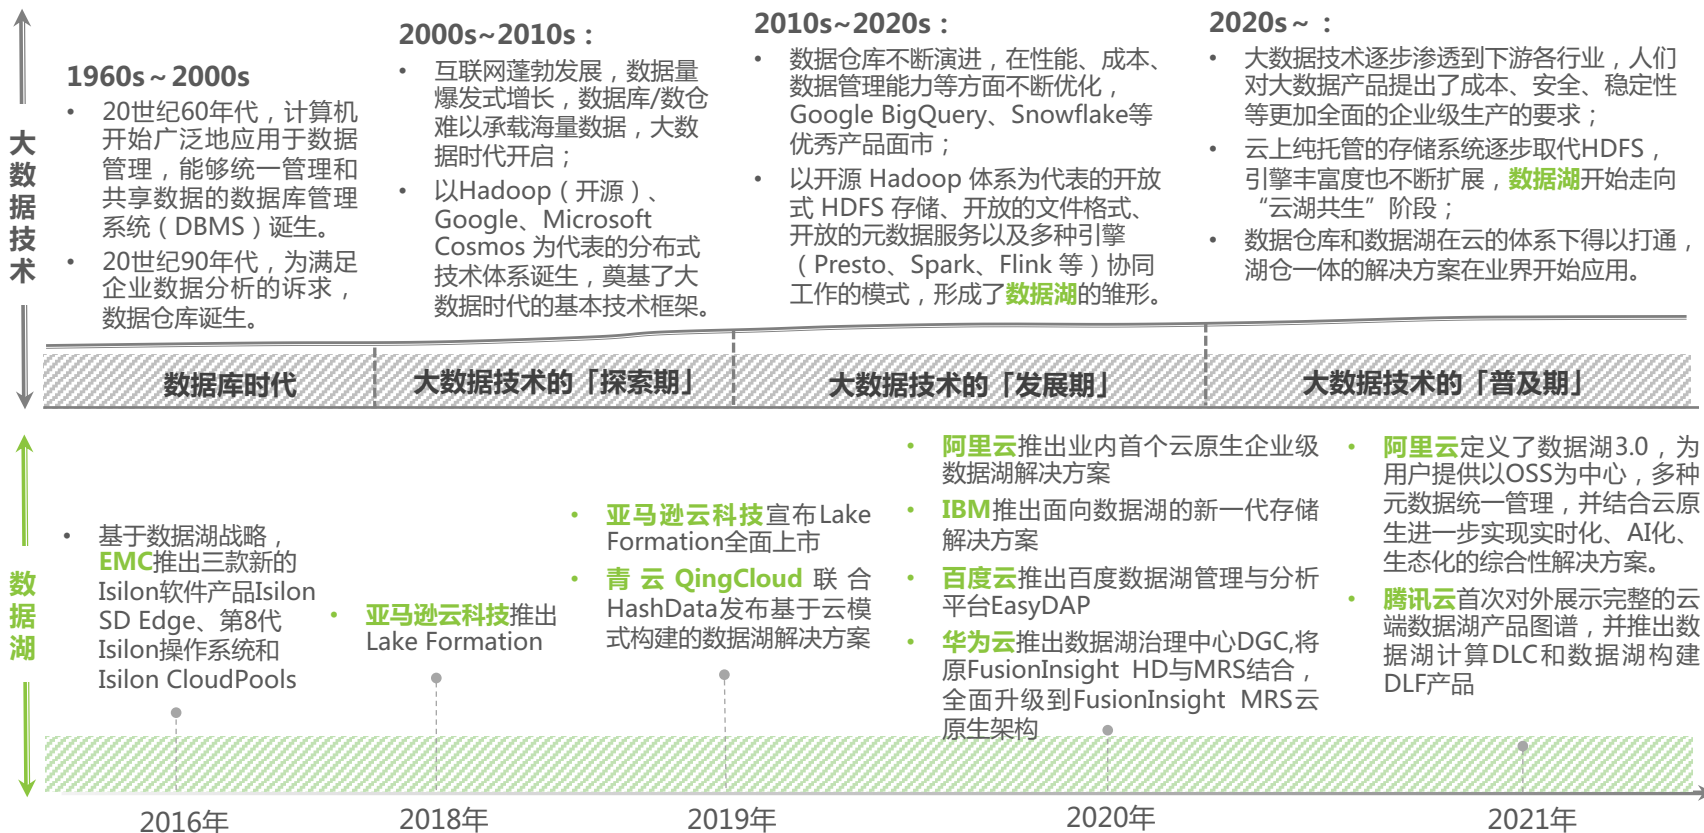 大数据技术
1960s～2000s
• 20世纪60年代，计算机
开始广泛地应用于数据
管理，能够统一管理和
共享数据的数据库管理
系统（DBMS）诞生。
• 20世纪90年代，为满足
企业数据分析的诉求，
数据仓库诞生。
2000s~2010s：
• 互联网蓬勃发展，数据量
爆发式增长，数据库/数仓
难以承载海量数据，大数
据时代开启；
• 以Hadoop（开源）、
Google、Microsoft
Cosmos 为代表的分布式
技术体系诞生，奠基了大
数据时代的基本技术框架。
2010s~2020s：
• 数据仓库不断演进，在性能、成本、
数据管理能力等方面不断优化，
Google BigQuery、Snowflake等
优秀产品面市；
• 以开源 Hadoop 体系为代表的开放
式 HDFS 存储、开放的文件格式、
开放的元数据服务以及多种引擎
（Presto、Spark、Flink 等）协同
工作的模式，形成了数据湖的雏形。
2020s～：
• 大数据技术逐步渗透到下游各行业，人们
对大数据产品提出了成本、安全、稳定性
等更加全面的企业级生产的要求；
• 云上纯托管的存储系统逐步取代HDFS，
引擎丰富度也不断扩展，数据湖开始走向
“云湖共生”阶段；
• 数据仓库和数据湖在云的体系下得以打通，
湖仓一体的解决方案在业界开始应用。
数据库时代
大数据技术的「探索期」
大数据技术的「发展期」
大数据技术的「普及期」
数据湖
• 基于数据湖战略，
EMC推出三款新的
Isilon软件产品Isilon
SD Edge、第8代
Isilon操作系统和
Isilon CloudPools
• 亚马逊云科技推出
Lake Formation
• 亚马逊云科技宣布Lake
Formation全面上市
• 青云QingCloud联合
HashData发布基于云模
式构建的数据湖解决方案
• 阿里云推出业内首个云原生企业级
数据湖解决方案
• IBM推出面向数据湖的新一代存储
解决方案
• 百度云推出百度数据湖管理与分析
平台EasyDAP
• 华为云推出数据湖治理中心DGC,将
原FusionInsight HD与MRS结合，
全面升级到FusionInsight MRS云
原生架构
• 阿里云定义了数据湖3.0，为
用户提供以OSS为中心，多种
元数据统一管理，并结合云原
生进一步实现实时化、AI化、
生态化的综合性解决方案。
• 腾讯云首次对外展示完整的云
端数据湖产品图谱，并推出数
据湖计算DLC和数据湖构建
DLF产品
2016年
2018年
2019年
2020年
2021年